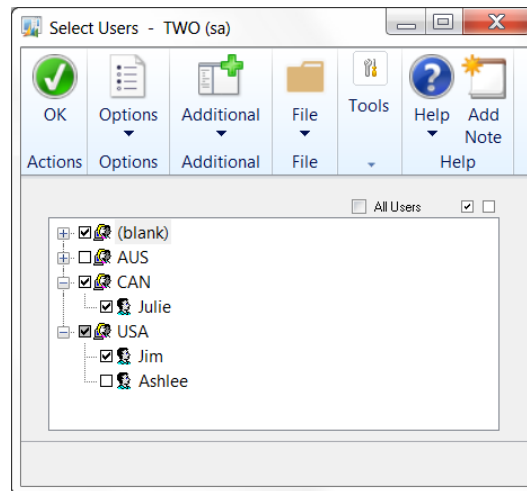 Select Users - TWO (sa)
OK Options Additional File Tools Help Add Note
Actions Options Additional File Help
All Users
(blank)
AUS
CAN
Julie
USA
Jim
Ashlee